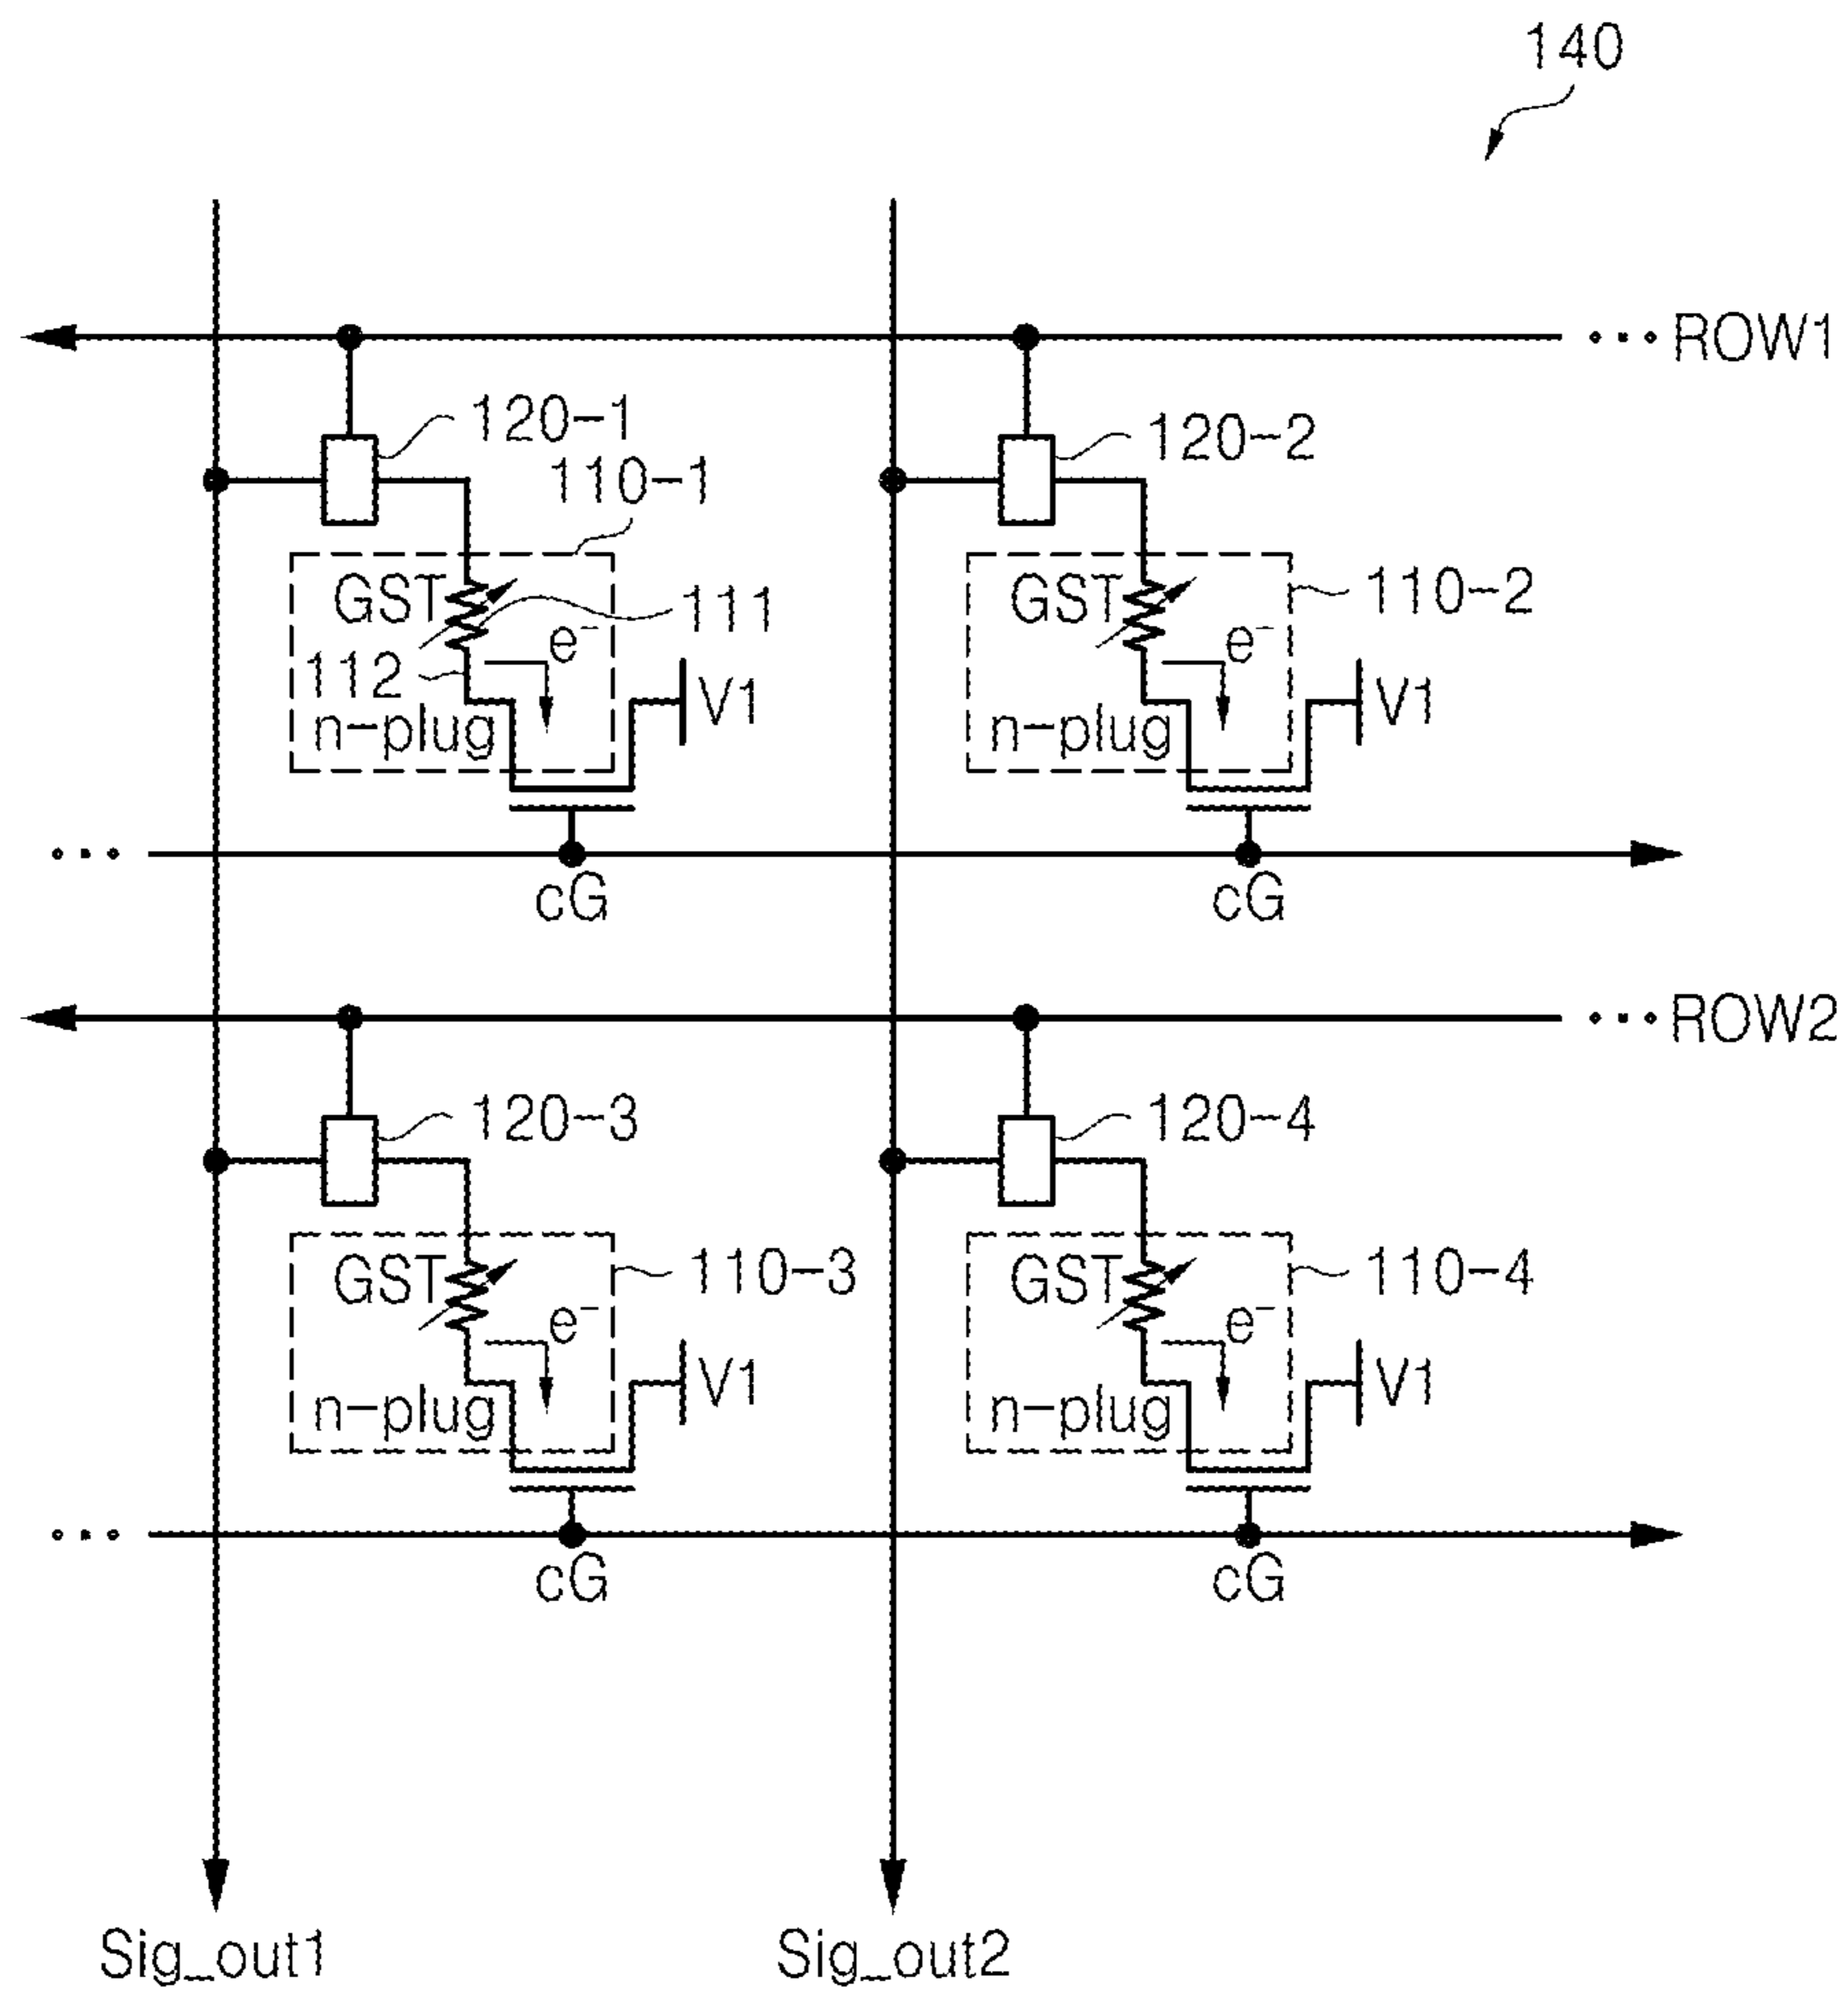 140
ROW1
120-1
120-2
110-1
GST
111
e⁻
112
n-plug
V1
GST
110-2
e⁻
n-plug
V1
cG
cG
ROW2
120-3
120-4
GST
110-3
e⁻
n-plug
V1
GST
110-4
e⁻
n-plug
V1
cG
cG
Sig_out1
Sig_out2